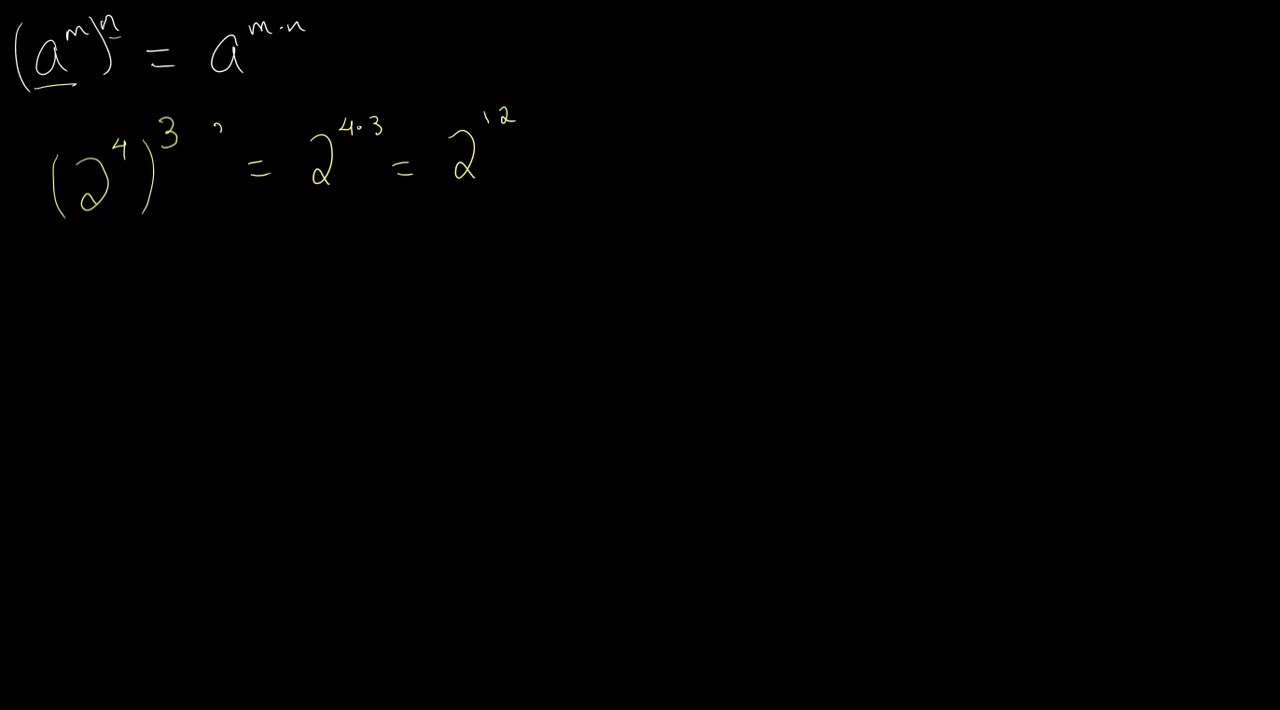 (a^m)^n = a^{m·n}
(2^4)^3 = 2^{4·3} = 2^{12}